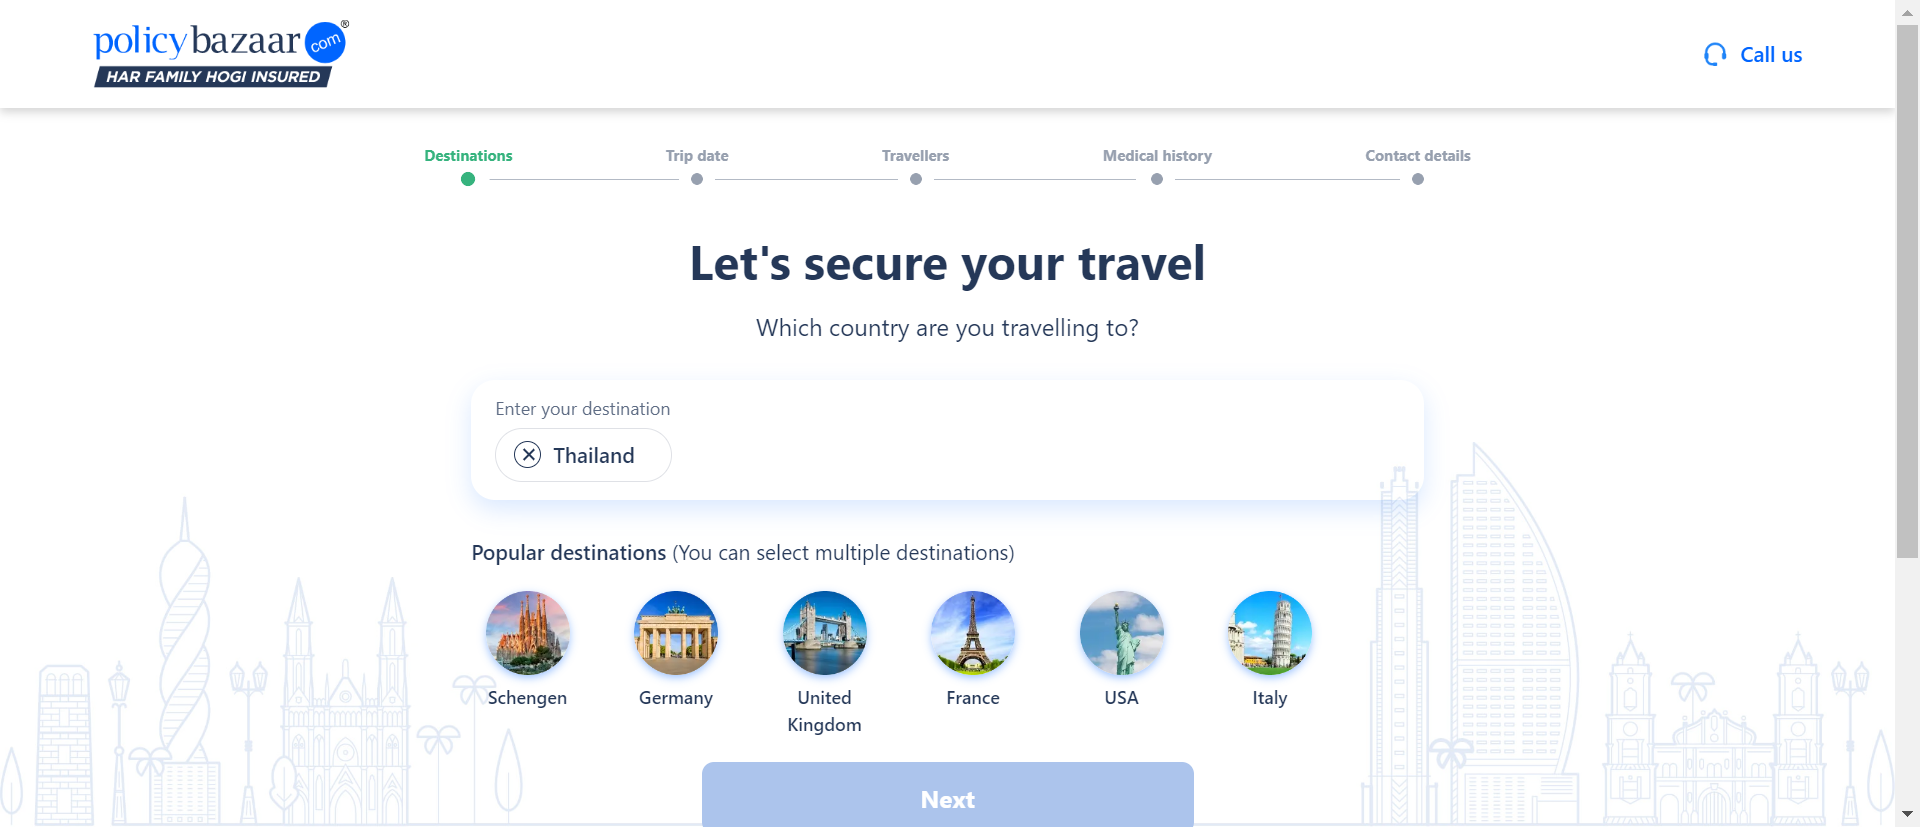 policybazaar com ®
HAR FAMILY HOGI INSURED
Call us
Destinations
Trip date
Travellers
Medical history
Contact details
Let's secure your travel
Which country are you travelling to?
Enter your destination
Thailand
Popular destinations (You can select multiple destinations)
Schengen
Germany
United
Kingdom
France
USA
Italy
Next